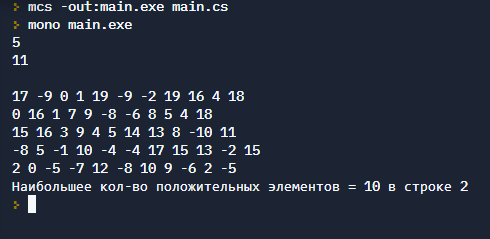 > mcs -out:main.exe main.cs
> mono main.exe
5
11
17 -9 0 1 19 -9 -2 19 16 4 18
0 16 1 7 9 -8 -6 8 5 4 18
15 16 3 9 4 5 14 13 8 -10 11
-8 5 -1 10 -4 -4 17 15 13 -2 15
2 0 -5 -7 12 -8 10 9 -6 2 -5
Наибольшее кол-во положительных элементов = 10 в строке 2
>